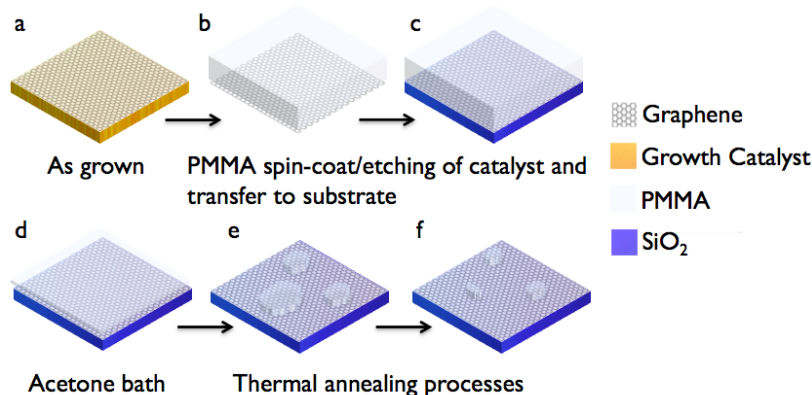 a
b
c
As grown
PMMA spin-coat/etching of catalyst and
transfer to substrate
Graphene
Growth Catalyst
PMMA
SiO₂
d
e
f
Acetone bath
Thermal annealing processes